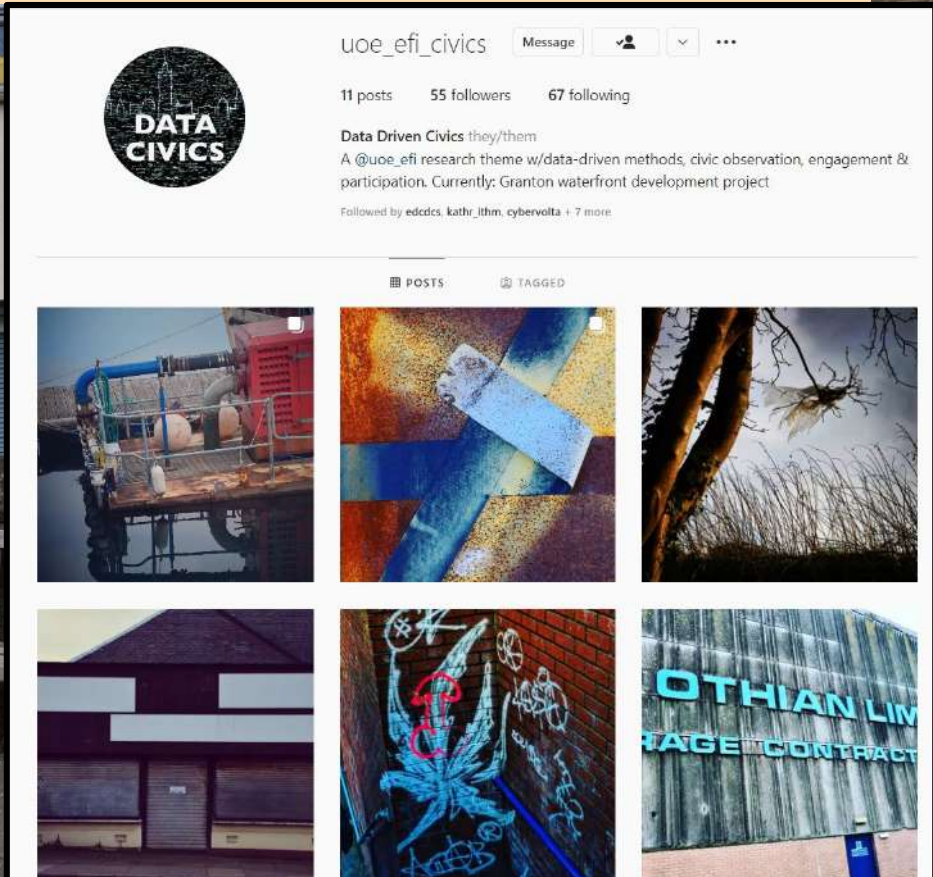 DATA
CIVICS
uoe_efi_civics Message
11 posts 55 followers 67 following
Data Driven Civics they/them
A @uoe_efi research theme w/data-driven methods, civic observation, engagement &
participation. Currently: Granton waterfront development project
Followed by edcdcs, kathr_ithm, cybervolta + 7 more
POSTS TAGGED
OTHIAN LIM
RAGE CONTRACT